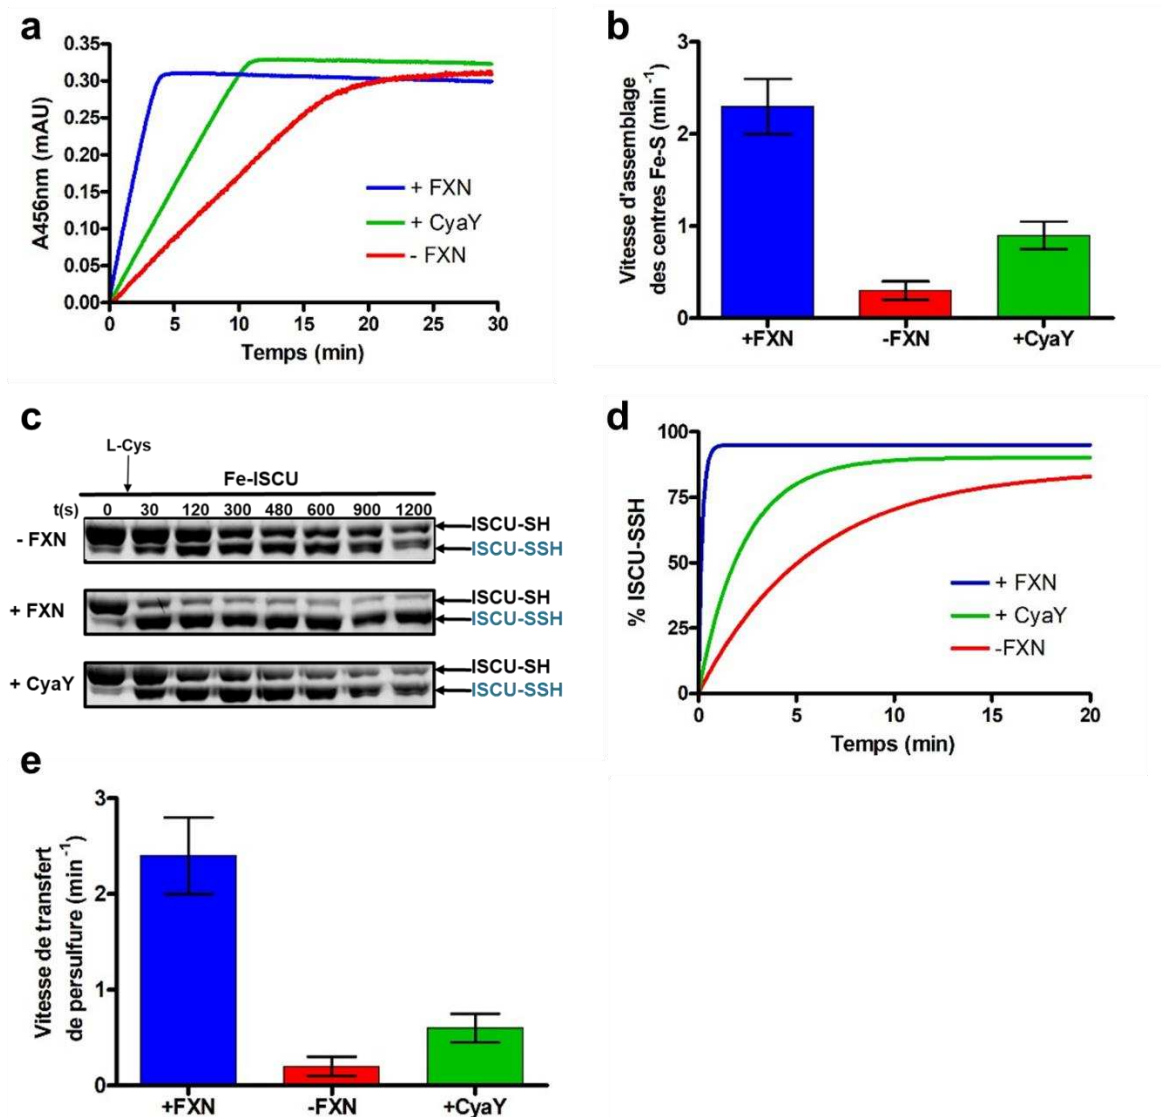 a
A456nm (mAU)
0.35
0.30
0.25
0.20
0.15
0.10
0.05
0.00
0 5 10 15 20 25 30
Temps (min)
+ FXN
+ CyaY
- FXN
b
Vitesse d'assemblage
des centres Fe-S (min⁻¹)
3
2
1
0
+FXN -FXN +CyaY
c
L-Cys
Fe-ISCU
t(s) 0 30 120 300 480 600 900 1200
- FXN
ISCU-SH
ISCU-SSH
+ FXN
ISCU-SH
ISCU-SSH
+ CyaY
ISCU-SH
ISCU-SSH
d
% ISCU-SSH
100
75
50
25
0
0 5 10 15 20
Temps (min)
+ FXN
+ CyaY
-FXN
e
Vitesse de transfert
de persulfure (min⁻¹)
3
2
1
0
+FXN -FXN +CyaY